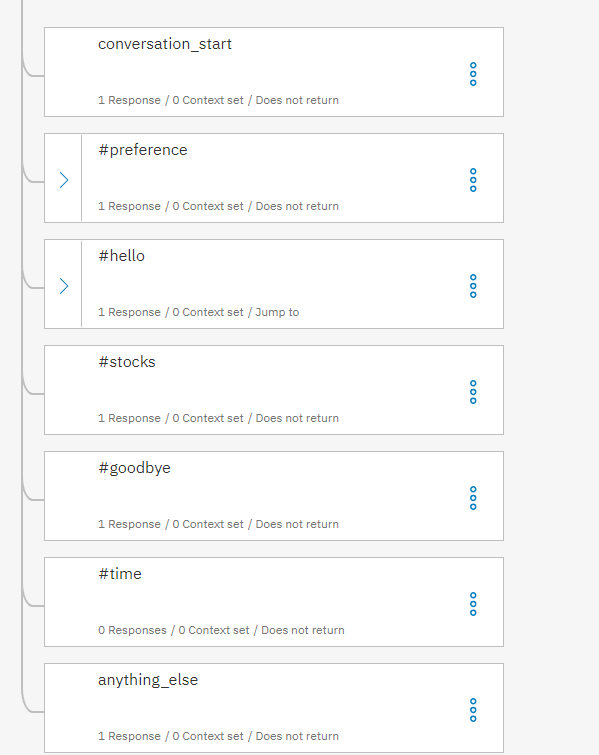 conversation_start
1 Response / 0 Context set / Does not return
#preference
1 Response / 0 Context set / Does not return
#hello
1 Response / 0 Context set / Jump to
#stocks
1 Response / 0 Context set / Does not return
#goodbye
1 Response / 0 Context set / Does not return
#time
0 Responses / 0 Context set / Does not return
anything_else
1 Response / 0 Context set / Does not return